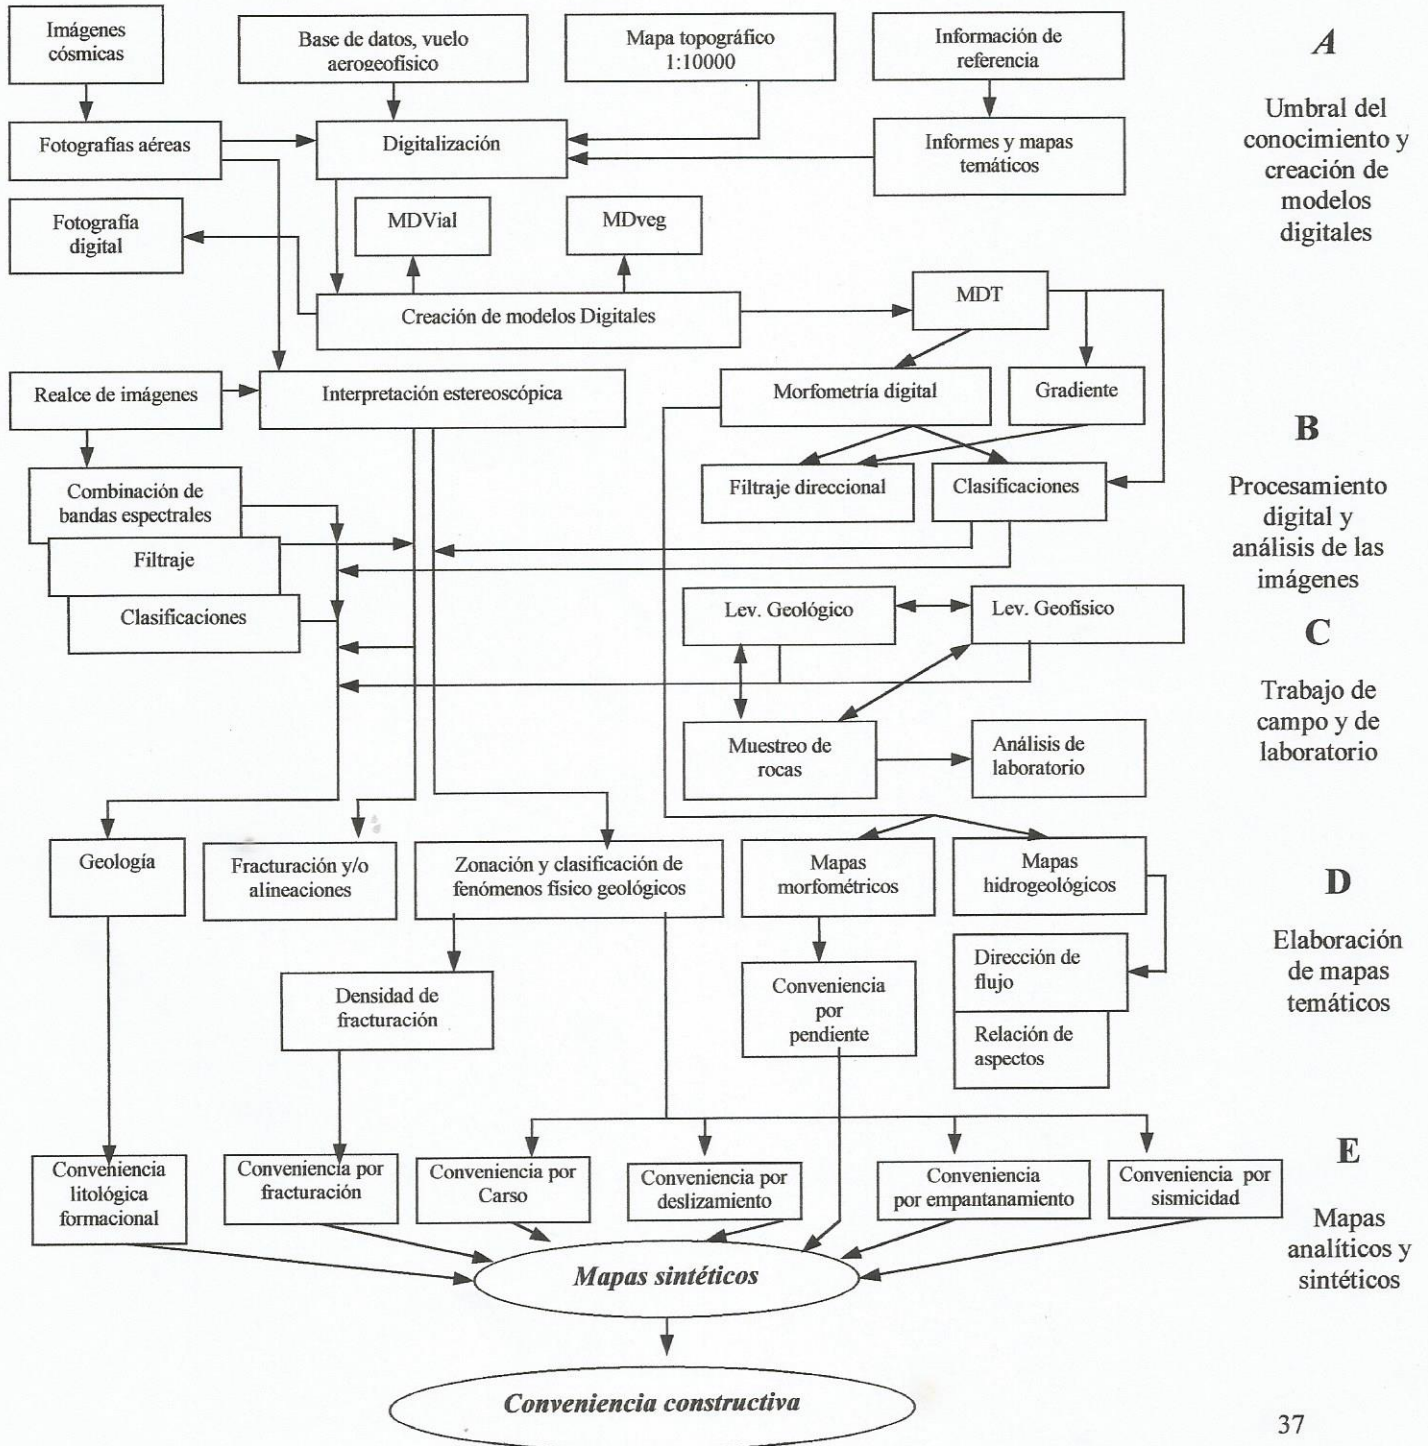 Imágenes
cósmicas
Base de datos, vuelo
aerogeofísico
Mapa topográfico
1:10000
Información de
referencia
A
Umbral del
conocimiento y
creación de
modelos
digitales
Fotografías aéreas
Digitalización
Informes y mapas
temáticos
Fotografía
digital
MDVial
MDveg
Creación de modelos Digitales
MDT
Realce de imágenes
Interpretación estereoscópica
Morfometría digital
Gradiente
B
Procesamiento
digital y
análisis de las
imágenes
Combinación de
bandas espectrales
Filtraje
Clasificaciones
Filtraje direccional
Clasificaciones
Lev. Geológico
Lev. Geofísico
C
Trabajo de
campo y de
laboratorio
Muestreo de
rocas
Análisis de
laboratorio
Geología
Fracturación y/o
alineaciones
Zonación y clasificación de
fenómenos físico geológicos
Mapas
morfométricos
Mapas
hidrogeológicos
D
Elaboración
de mapas
temáticos
Densidad de
fracturación
Conveniencia
por
pendiente
Dirección de
flujo
Relación de
aspectos
Conveniencia
litológica
formacional
Conveniencia por
fracturación
Conveniencia por
Carso
Conveniencia por
deslizamiento
Conveniencia
por empantanamiento
Conveniencia por
sismicidad
E
Mapas
analíticos y
sintéticos
Mapas sintéticos
Conveniencia constructiva
37